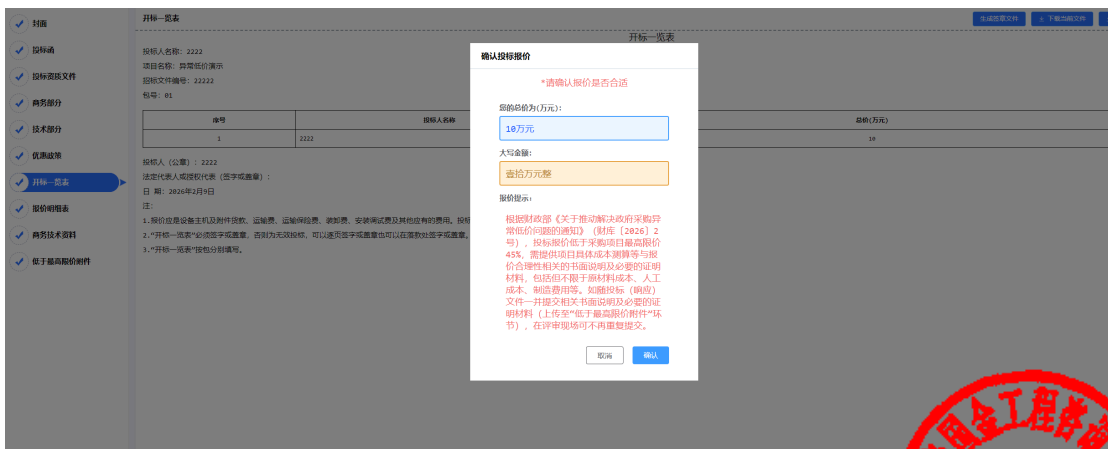 封面
投标函
投标资质文件
商务部分
技术部分
优惠政策
开标一览表
报价明细表
商务技术资料
低于最高限价附件
开标一览表
生成签章文件
下载当前文件
开标一览表
投标人名称: 2222
项目名称: 异常低价演示
招标文件编号: 22222
包号: 01
序号
投标人名称
总价(万元)
1
2222
10
投标人（公章）: 2222
法定代表人或授权代表（签字或盖章）:
日 期: 2026年2月9日
注:
1.报价应是设备主机及附件货款、运输费、运输保险费、装卸费、安装调试费及其他应有的费用。投标
2."开标一览表"必须签字或盖章，否则为无效投标、可以逐页签字或盖章也可以在落款处签字或盖章。
3."开标一览表"按包分别填写。
确认投标报价
*请确认报价是否合适
您的总价为(万元):
10万元
大写金额:
壹拾万元整
报价提示:
根据财政部《关于推动解决政府采购异
常低价问题的通知》（财库〔2026〕2
号），投标报价低于采购项目最高限价
45%，需提供项目具体成本测算等与报
价合理性相关的书面说明及必要的证明
材料，包括但不限于原材料成本、人工
成本、制造费用等。如随投标（响应）
文件一并提交相关书面说明及必要的证
明材料（上传至"低于最高限价附件"环
节），在评审现场可不再重复提交。
取消
确认